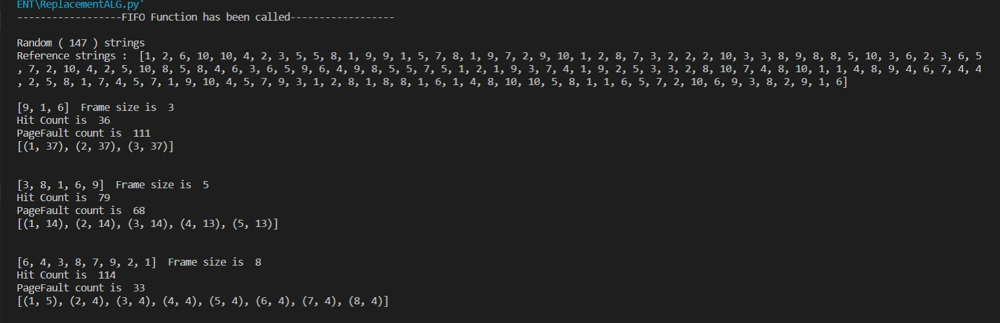 ENT\ReplacementALG.py'
------------------FIFO Function has been called------------------
Random ( 147 ) strings
Reference strings :  [1, 2, 6, 10, 10, 4, 2, 3, 5, 5, 8, 1, 9, 9, 1, 5, 7, 8, 1, 9, 7, 2, 9, 10, 1, 2, 8, 7, 3, 2, 2, 2, 10, 3, 3, 8, 9, 8, 8, 5, 10, 3, 6, 2, 3, 6, 5
, 7, 2, 10, 4, 2, 5, 10, 8, 5, 8, 4, 6, 3, 6, 5, 9, 6, 4, 9, 8, 5, 5, 7, 5, 1, 2, 1, 9, 3, 7, 4, 1, 9, 2, 5, 3, 3, 2, 8, 10, 7, 4, 8, 10, 1, 1, 4, 8, 9, 4, 6, 7, 4, 4
, 2, 5, 8, 1, 7, 4, 5, 7, 1, 9, 10, 4, 5, 7, 9, 3, 1, 2, 8, 1, 8, 8, 1, 6, 1, 4, 8, 10, 10, 5, 8, 1, 1, 6, 5, 7, 2, 10, 6, 9, 3, 8, 2, 9, 1, 6]
[9, 1, 6]  Frame size is  3
Hit Count is  36
PageFault count is  111
[(1, 37), (2, 37), (3, 37)]
[3, 8, 1, 6, 9]  Frame size is  5
Hit Count is  79
PageFault count is  68
[(1, 14), (2, 14), (3, 14), (4, 13), (5, 13)]
[6, 4, 3, 8, 7, 9, 2, 1]  Frame size is  8
Hit Count is  114
PageFault count is  33
[(1, 5), (2, 4), (3, 4), (4, 4), (5, 4), (6, 4), (7, 4), (8, 4)]